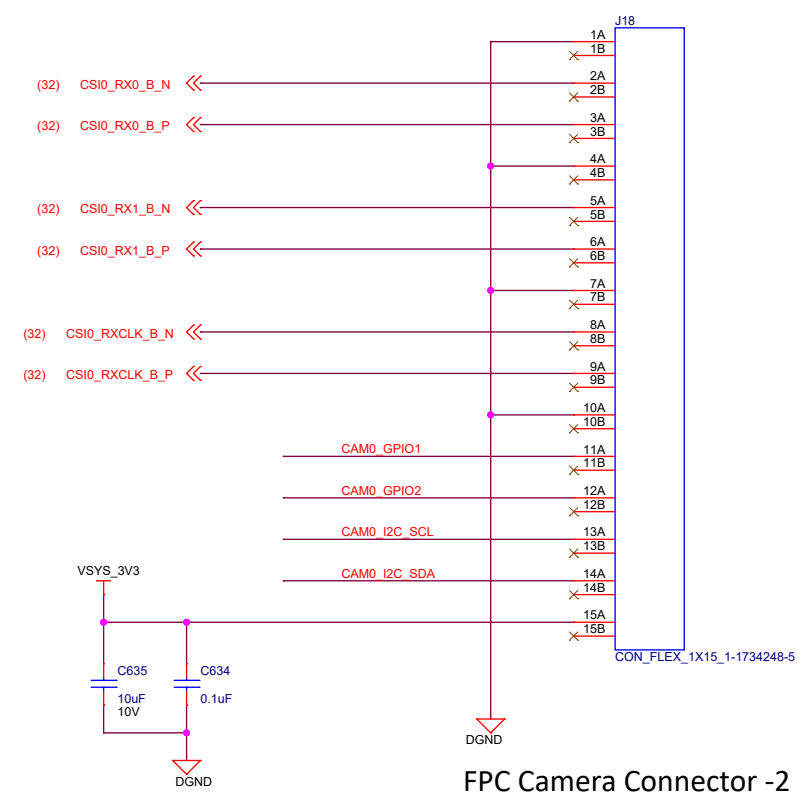 J18
1A
1B
(32) CSI0_RX0_B_N 2A
2B
(32) CSI0_RX0_B_P 3A
3B
4A
4B
(32) CSI0_RX1_B_N 5A
5B
(32) CSI0_RX1_B_P 6A
6B
7A
7B
(32) CSI0_RXCLK_B_N 8A
8B
(32) CSI0_RXCLK_B_P 9A
9B
10A
10B
CAM0_GPIO1 11A
11B
CAM0_GPIO2 12A
12B
CAM0_I2C_SCL 13A
13B
VSYS_3V3 CAM0_I2C_SDA 14A
14B
15A
15B
CON_FLEX_1X15_1-1734248-5
C635 C634
10uF 0.1uF
10V
DGND
DGND
FPC Camera Connector -2